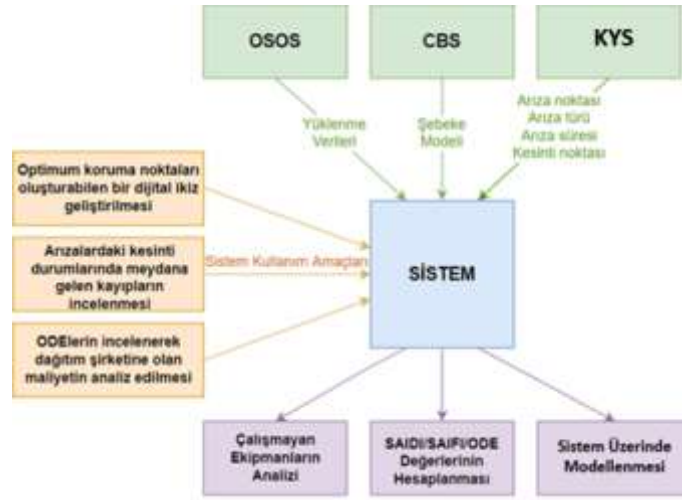 OSOS
CBS
KYS
Yüklenme
Verileri
Şebeke
Modeli
Arıza noktası
Arıza türü
Arıza süresi
Kesinti noktası
Optimum koruma noktaları
oluşturabilen bir dijital ikiz
geliştirilmesi
Arızalardaki kesinti
durumlarında meydana
gelen kayıpların
incelenmesi
ODElerin incelenerek
dağıtım şirketine olan
maliyetin analiz edilmesi
Sistem Kullanım Amaçları
SİSTEM
Çalışmayan
Ekipmanların
Analizi
SAIDI/SAIFI/ODE
Değerlerinin
Hesaplanması
Sistem Üzerinde
Modellenmesi